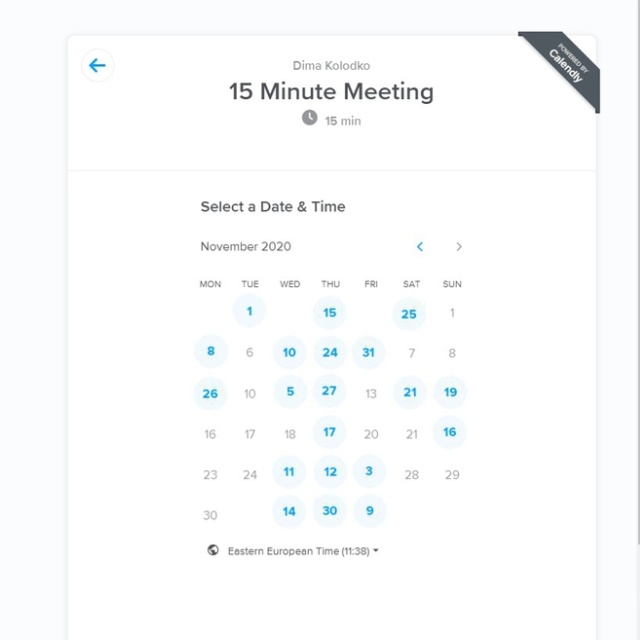 POWERED BY
Calendly
Dima Kolodko
15 Minute Meeting
15 min
Select a Date & Time
November 2020
MON TUE WED THU FRI SAT SUN
1 15 25 1
8 6 10 24 31 7 8
26 10 5 27 13 21 19
16 17 18 17 20 21 16
23 24 11 12 3 28 29
30 14 30 9
Eastern European Time (11:38)